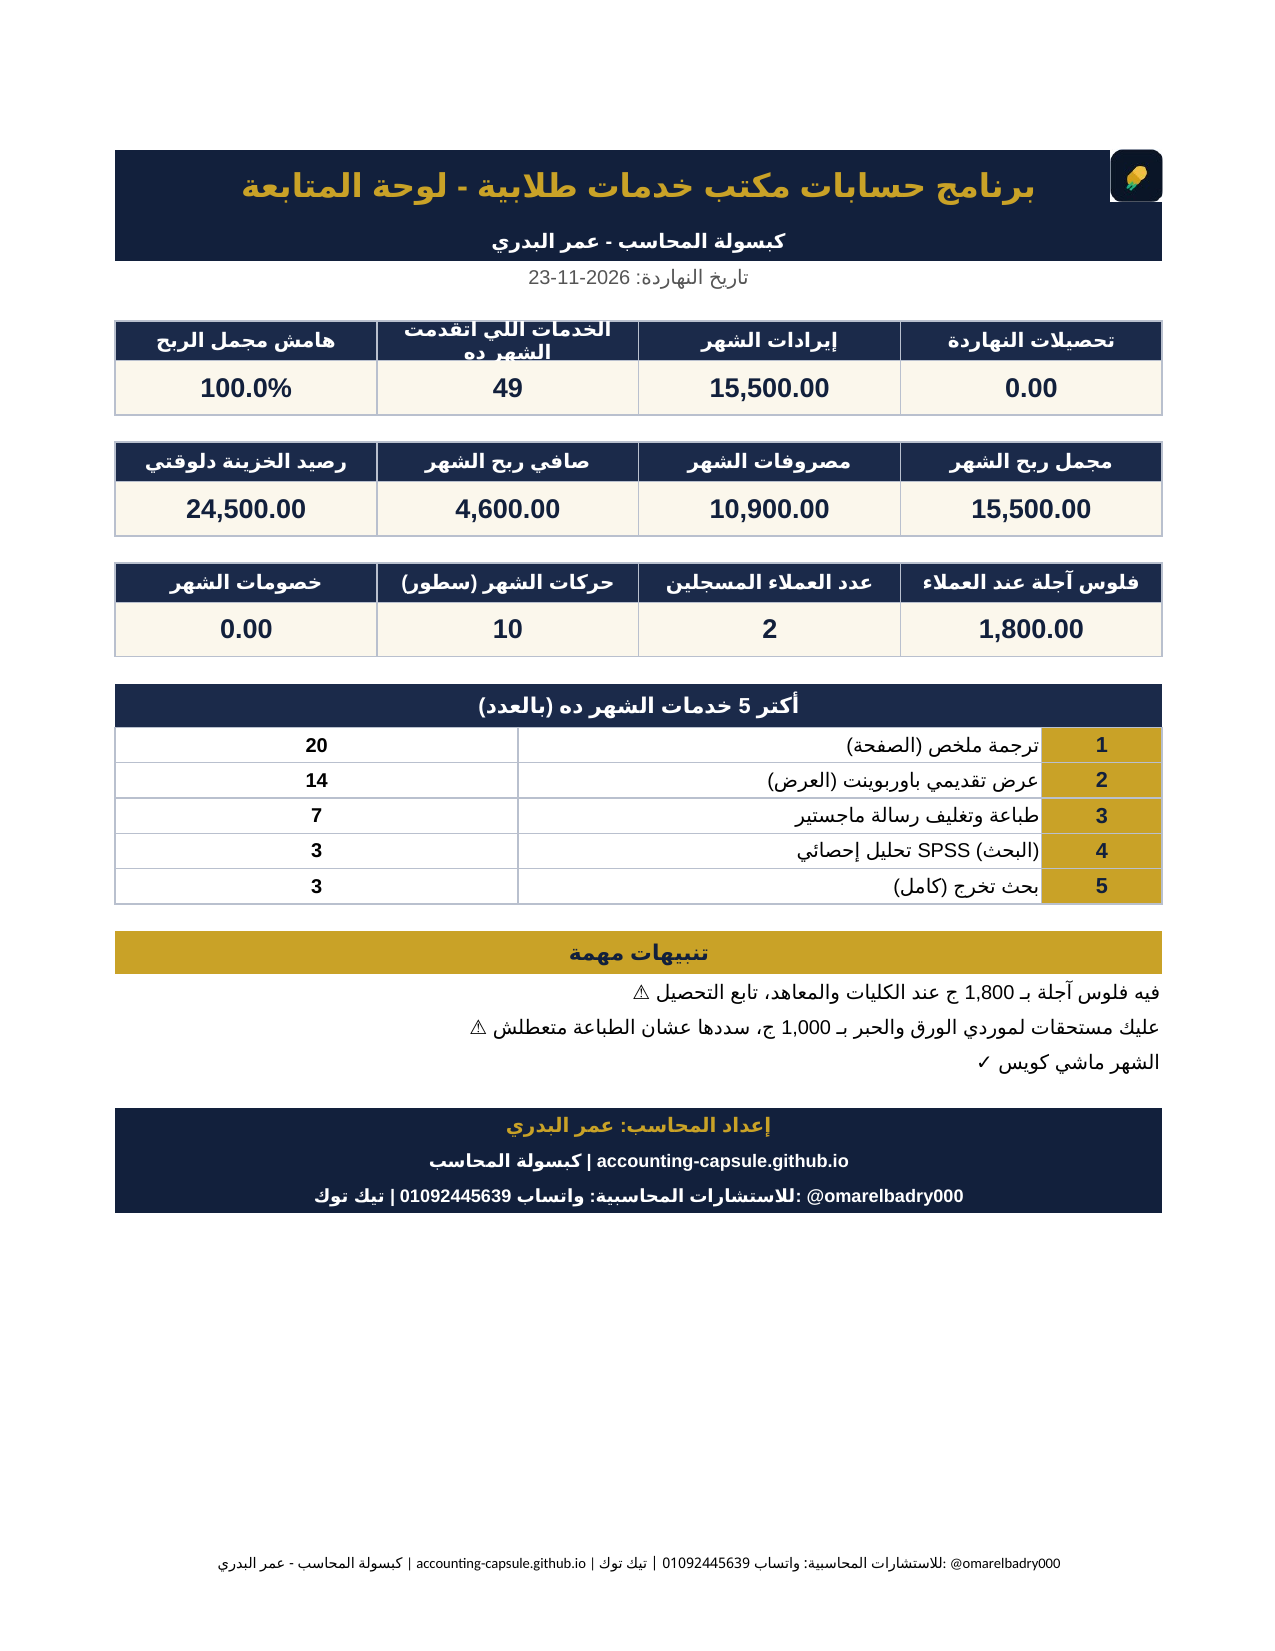 برنامج حسابات مكتب خدمات طلابية - لوحة المتابعة
كبسولة المحاسب - عمر البدري
تاريخ النهاردة: 2026-11-23
تحصيلات النهاردة
إيرادات الشهر
الخدمات اللي اتقدمت الشهر ده
هامش مجمل الربح
0.00
15,500.00
49
100.0%
مجمل ربح الشهر
مصروفات الشهر
صافي ربح الشهر
رصيد الخزينة دلوقتي
15,500.00
10,900.00
4,600.00
24,500.00
فلوس آجلة عند العملاء
عدد العملاء المسجلين
حركات الشهر (سطور)
خصومات الشهر
1,800.00
2
10
0.00
أكتر 5 خدمات الشهر ده (بالعدد)
1 ترجمة ملخص (الصفحة) 20
2 عرض تقديمي باوربوينت (العرض) 14
3 طباعة وتغليف رسالة ماجستير 7
4 تحليل إحصائي SPSS (البحث) 3
5 بحث تخرج (كامل) 3
تنبيهات مهمة
فيه فلوس آجلة بـ 1,800 ج عند الكليات والمعاهد، تابع التحصيل ⚠
عليك مستحقات لموردي الورق والحبر بـ 1,000 ج، سددها عشان الطباعة متعطلش ⚠
الشهر ماشي كويس ✓
إعداد المحاسب: عمر البدري
كبسولة المحاسب | accounting-capsule.github.io
للاستشارات المحاسبية: واتساب 01092445639 | تيك توك: @omarelbadry000
كبسولة المحاسب - عمر البدري | accounting-capsule.github.io | للاستشارات المحاسبية: واتساب 01092445639 | تيك توك: @omarelbadry000